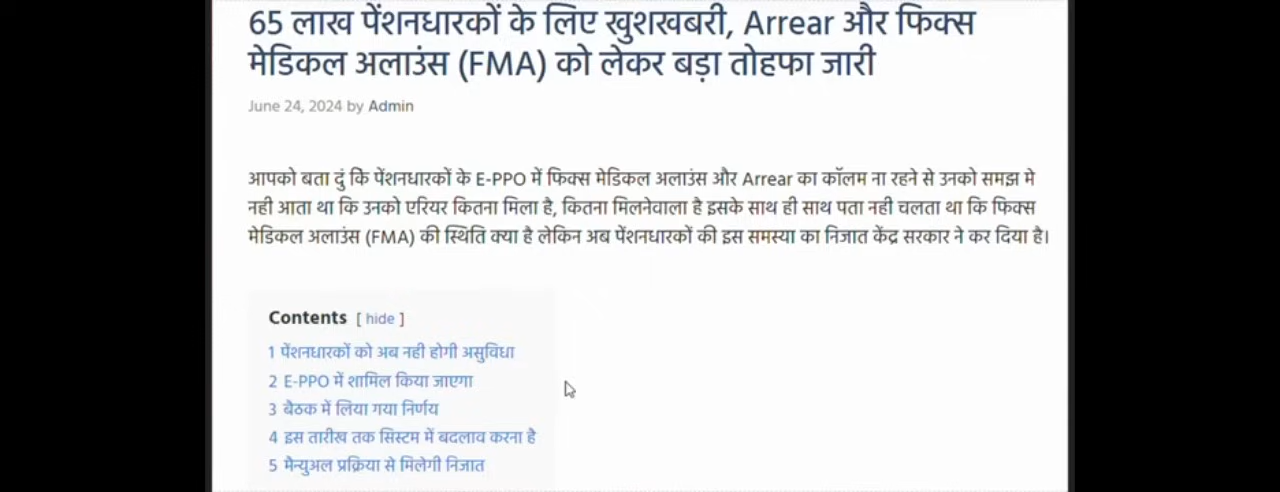 65 लाख पेंशनधारकों के लिए खुशखबरी, Arrear और फिक्स
मेडिकल अलाउंस (FMA) को लेकर बड़ा तोहफा जारी
June 24, 2024 by Admin
आपको बता दुं कि पेंशनधारकों के E-PPO में फिक्स मेडिकल अलाउंस और Arrear का कॉलम ना रहने से उनको समझ मे
नही आता था कि उनको एरियर कितना मिला है, कितना मिलनेवाला है इसके साथ ही साथ पता नही चलता था कि फिक्स
मेडिकल अलाउंस (FMA) की स्थिति क्या है लेकिन अब पेंशनधारकों की इस समस्या का निजात केंद्र सरकार ने कर दिया है।
Contents [ hide ]
1 पेंशनधारकों को अब नही होगी असुविधा
2 E-PPO में शामिल किया जाएगा
3 बैठक में लिया गया निर्णय
4 इस तारीख तक सिस्टम में बदलाव करना है
5 मैन्युअल प्रक्रिया से मिलेगी निजात